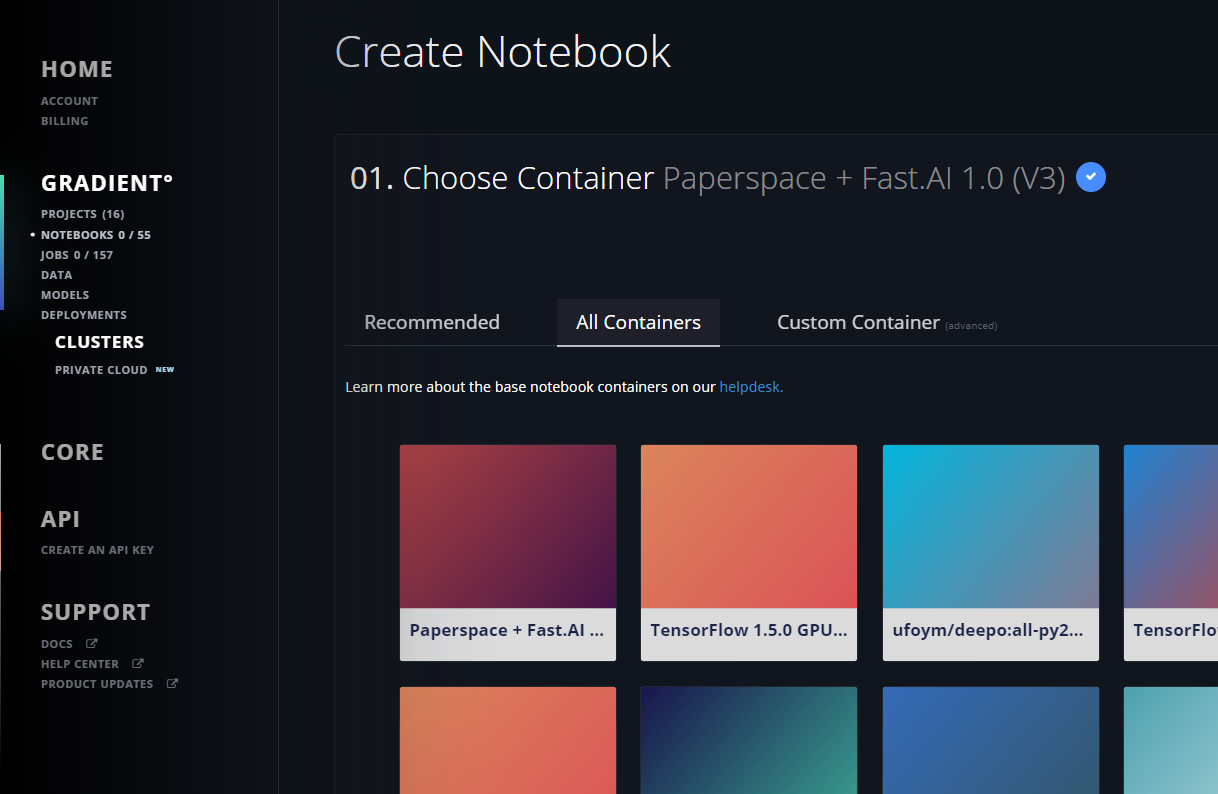 HOME
ACCOUNT
BILLING
GRADIENT°
PROJECTS (16)
NOTEBOOKS 0 / 55
JOBS 0 / 157
DATA
MODELS
DEPLOYMENTS
CLUSTERS
PRIVATE CLOUD NEW
CORE
API
CREATE AN API KEY
SUPPORT
DOCS
HELP CENTER
PRODUCT UPDATES
Create Notebook
01. Choose Container Paperspace + Fast.AI 1.0 (V3)
Recommended All Containers Custom Container (advanced)
Learn more about the base notebook containers on our helpdesk.
Paperspace + Fast.AI ... TensorFlow 1.5.0 GPU... ufoym/deepo:all-py2... TensorFlo